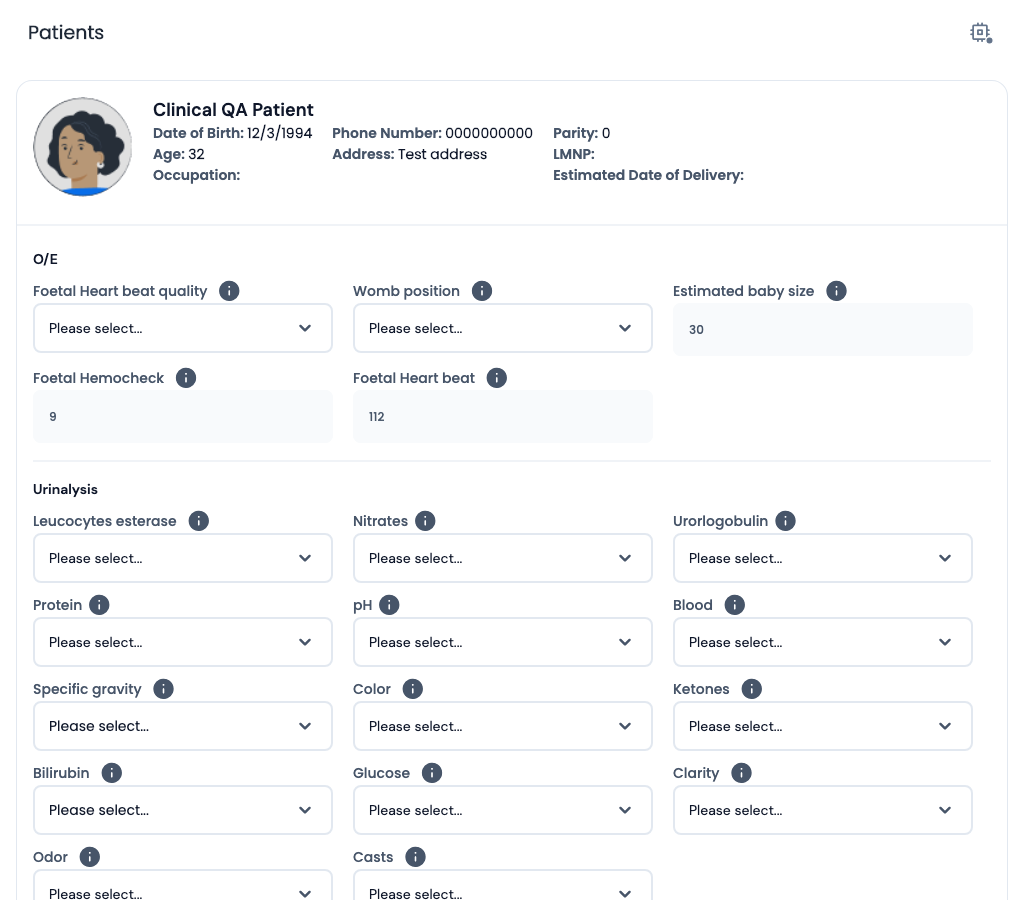 Patients
Clinical QA Patient
Date of Birth: 12/3/1994 Phone Number: 0000000000 Parity: 0
Age: 32 Address: Test address LMNP:
Occupation: Estimated Date of Delivery:
O/E
Foetal Heart beat quality Womb position Estimated baby size
Please select... Please select... 30
Foetal Hemocheck Foetal Heart beat
9 112
Urinalysis
Leucocytes esterase Nitrates Urorlogobulin
Please select... Please select... Please select...
Protein pH Blood
Please select... Please select... Please select...
Specific gravity Color Ketones
Please select... Please select... Please select...
Bilirubin Glucose Clarity
Please select... Please select... Please select...
Odor Casts
Please select... Please select...